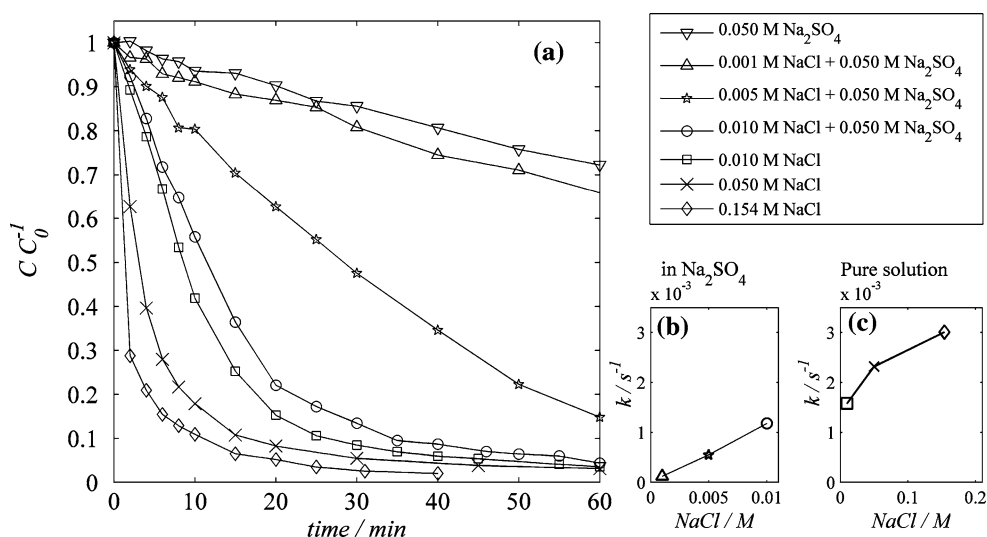 (a)
1
0.9
0.8
0.7
0.6
0.5
0.4
0.3
0.2
0.1
0
0 10 20 30 40 50 60
C C₀⁻¹
time / min
0.050 M Na₂SO₄
0.001 NaCl + 0.050 M Na₂SO₄
0.005 M NaCl + 0.050 M Na₂SO₄
0.010 M NaCl + 0.050 M Na₂SO₄
0.010 M NaCl
0.050 M NaCl
0.154 M NaCl
in Na₂SO₄
x 10⁻³
(b)
3
2
1
0
0 0.005 0.01
k / s⁻¹
NaCl / M
Pure solution
x 10⁻³
(c)
3
2
1
0
0 0.1 0.2
k / s⁻¹
NaCl / M